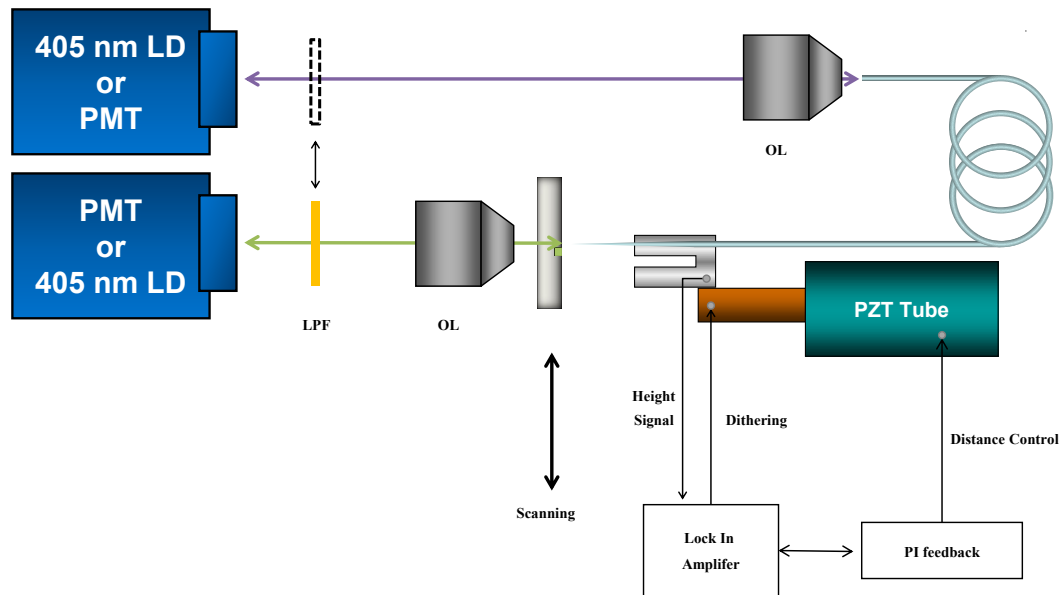 405 nm LD
or
PMT
OL
PMT
or
405 nm LD
LPF
OL
PZT Tube
Height
Signal
Dithering
Distance Control
Scanning
Lock In
Amplifer
PI feedback